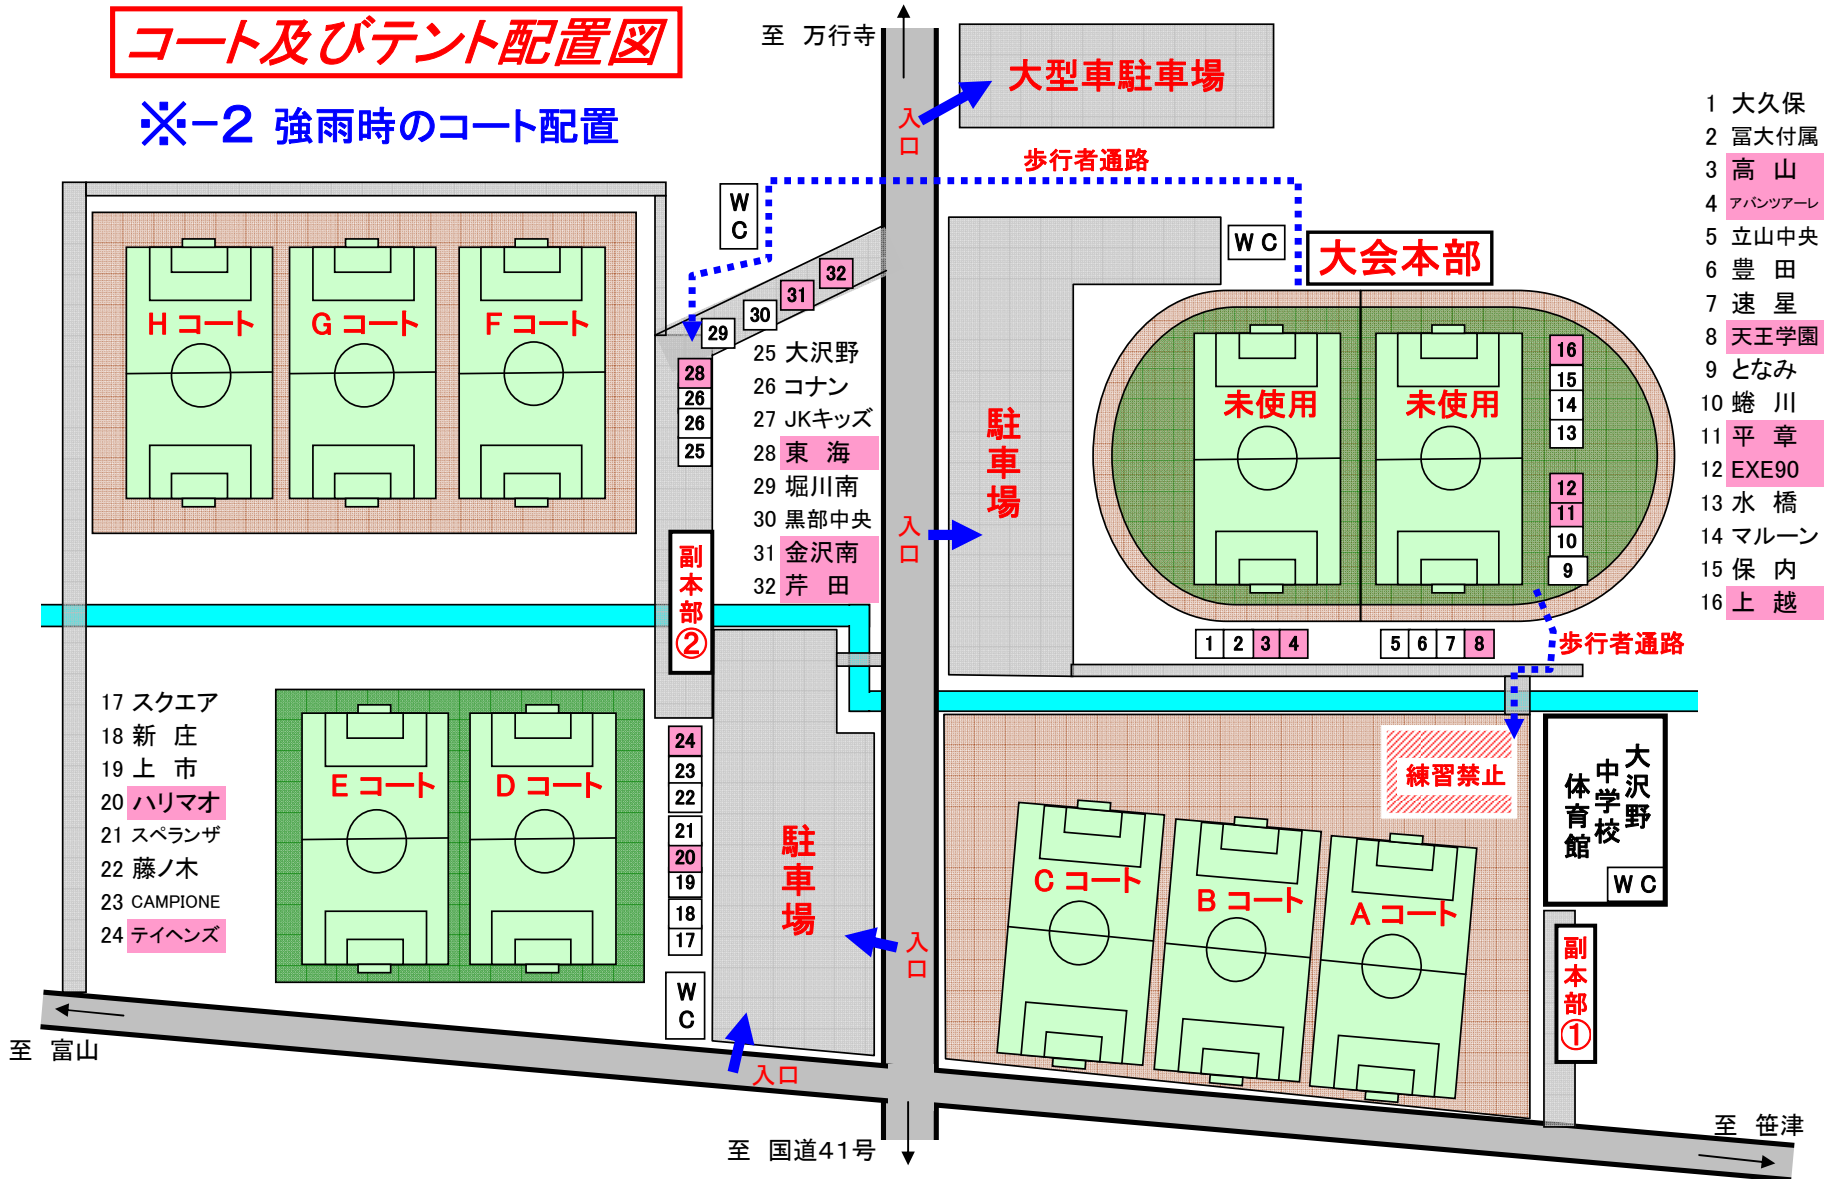 コート及びテント配置図
※-2 強雨時のコート配置
至 万行寺
大型車駐車場
入口
歩行者通路
WC
H コート
G コート
F コート
32
31
30
29
28
26
26
25
25 大沢野
26 コナン
27 JKキッズ
28 東 海
29 堀川南
30 黒部中央
31 金沢南
32 芹 田
副本部②
駐車場
入口
WC
大会本部
未使用
未使用
16
15
14
13
12
11
10
9
1 2 3 4
5 6 7 8
歩行者通路
1 大久保
2 冨大付属
3 高 山
4 アバンツアーレ
5 立山中央
6 豊 田
7 速 星
8 天王学園
9 となみ
10 蜷 川
11 平 章
12 EXE90
13 水 橋
14 マルーン
15 保 内
16 上 越
17 スクエア
18 新 庄
19 上 市
20 ハリマオ
21 スペランザ
22 藤ノ木
23 CAMPIONE
24 テイヘンズ
E コート
D コート
24
23
22
21
20
19
18
17
WC
駐車場
入口
入口
練習禁止
C コート
B コート
A コート
大沢野
中学校
体育館
WC
副本部①
至 富山
至 国道41号
至 笹津